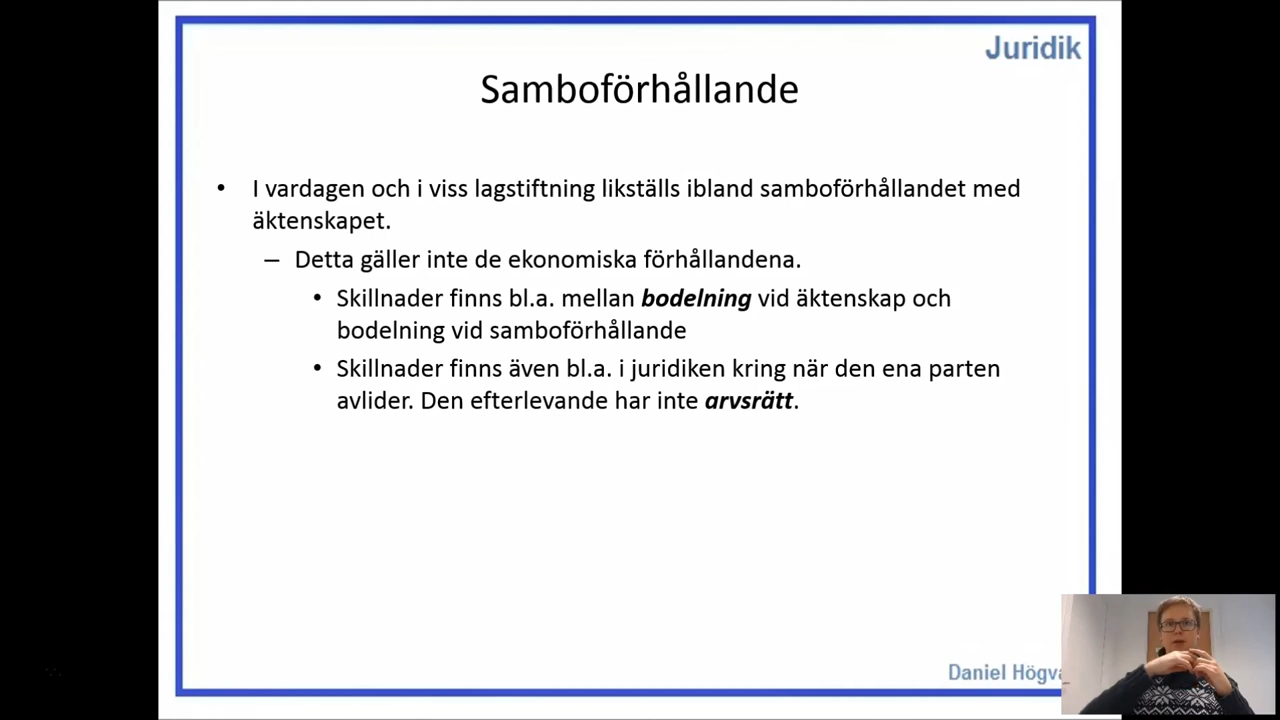 Juridik
Samboförhållande
• I vardagen och i viss lagstiftning likställs ibland samboförhållandet med
äktenskapet.
– Detta gäller inte de ekonomiska förhållandena.
• Skillnader finns bl.a. mellan bodelning vid äktenskap och
bodelning vid samboförhållande
• Skillnader finns även bl.a. i juridiken kring när den ena parten
avlider. Den efterlevande har inte arvsrätt.
Daniel